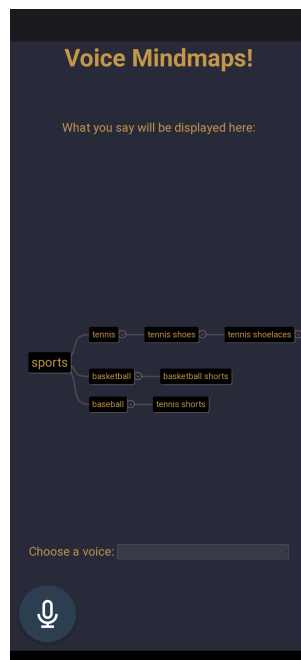 Voice Mindmaps!
What you say will be displayed here:
tennis
tennis shoes
tennis shoelaces
sports
basketball
basketball shorts
baseball
tennis shorts
Choose a voice: